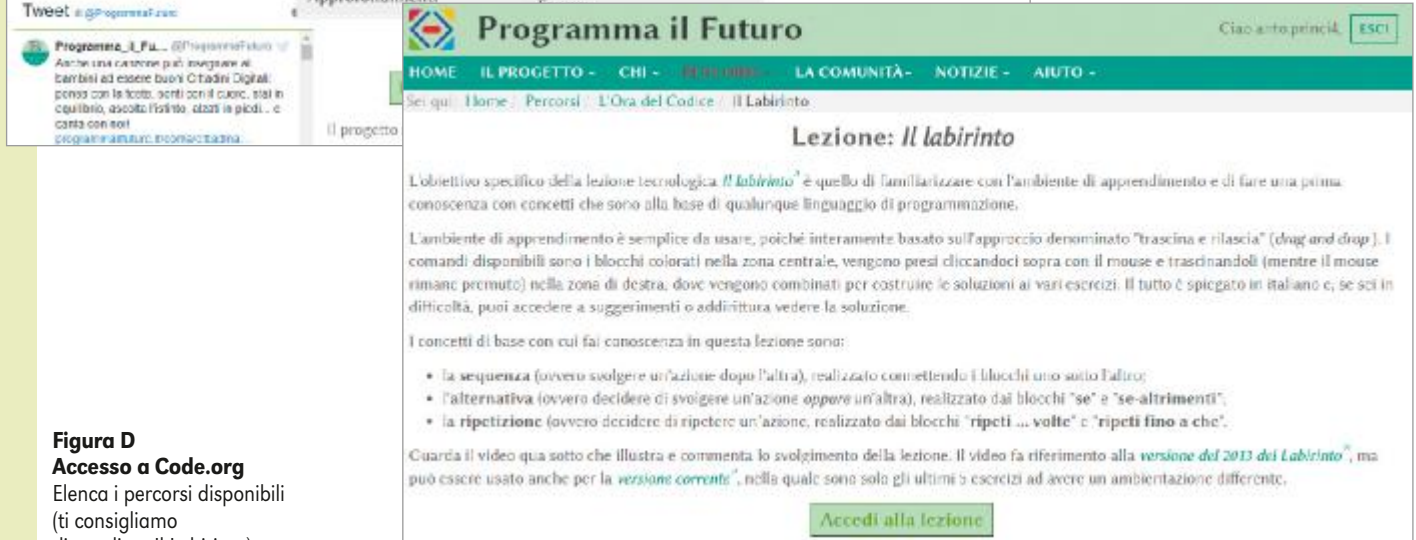 Tweet di @ProgrammaFuturo
Programma_il_Fu... @ProgrammaFuturo
Anche una canzone può insegnare ai
bambini ad essere buoni Cittadini Digitali:
pensa con la testa, senti con il cuore, stai in
equilibrio, ascolta l'istinto, alzati in piedi... e
canta con noi!
Il progetto
Programma il Futuro
Ciao anto.princi4, ESCI
HOME IL PROGETTO CHI PERCORSI LA COMUNITÀ NOTIZIE AIUTO
Sei qui: Home / Percorsi / L'Ora del Codice / Il Labirinto
Lezione: Il labirinto
L'obiettivo specifico della lezione tecnologica Il labirinto è quello di familiarizzare con l'ambiente di apprendimento e di fare una prima
conoscenza con concetti che sono alla base di qualunque linguaggio di programmazione.
L'ambiente di apprendimento è semplice da usare, poiché interamente basato sull'approccio denominato "trascina e rilascia" (drag and drop). I
comandi disponibili sono i blocchi colorati nella zona centrale, vengono presi cliccandoci sopra con il mouse e trascinandoli (mentre il mouse
rimane premuto) nella zona di destra, dove vengono combinati per costruire le soluzioni ai vari esercizi. Il tutto è spiegato in italiano e, se sei in
difficoltà, puoi accedere a suggerimenti o addirittura vedere la soluzione.
I concetti di base con cui fai conoscenza in questa lezione sono:
• la sequenza (ovvero svolgere un'azione dopo l'altra), realizzato connettendo i blocchi uno sotto l'altro;
• l'alternativa (ovvero decidere di svolgere un'azione oppure un'altra), realizzato dai blocchi "se" e "se-altrimenti",
• la ripetizione (ovvero decidere di ripetere un'azione, realizzato dai blocchi "ripeti ... volte" e "ripeti fino a che".
Guarda il video qua sotto che illustra e commenta lo svolgimento della lezione. Il video fa riferimento alla versione del 2013 del Labirinto, ma
può essere usato anche per la versione corrente, nella quale sono solo gli ultimi 5 esercizi ad avere un ambientazione differente.
Accedi alla lezione
Figura D
Accesso a Code.org
Elenca i percorsi disponibili
(ti consigliamo